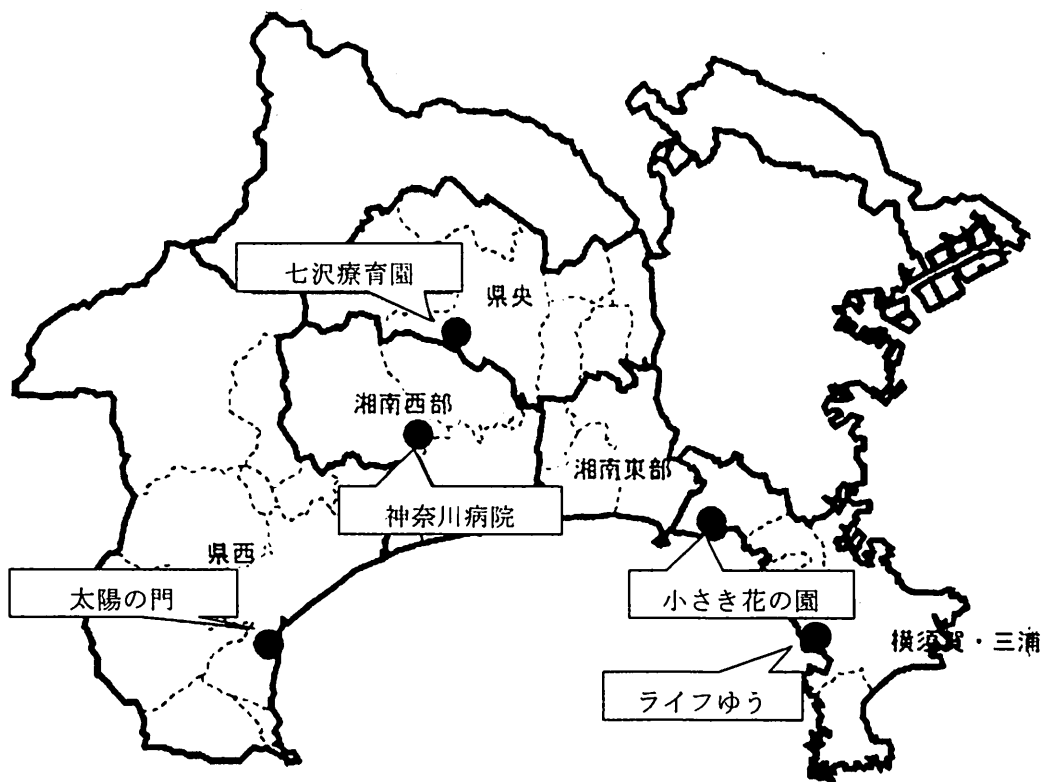 七沢療育園
県央
湘南西部
湘南東部
神奈川病院
県西
太陽の門
小さき花の園
横須賀・三浦
ライフゆう